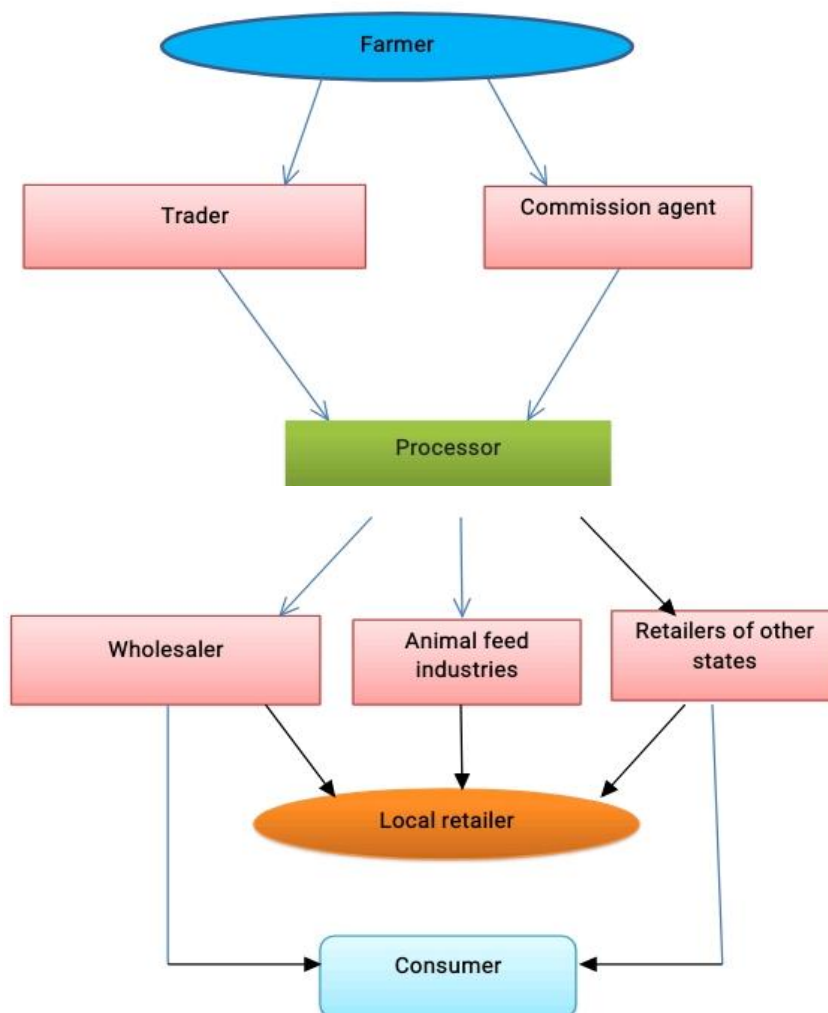 Farmer
Trader
Commission agent
Processor
Wholesaler
Animal feed
industries
Retailers of other
states
Local retailer
Consumer